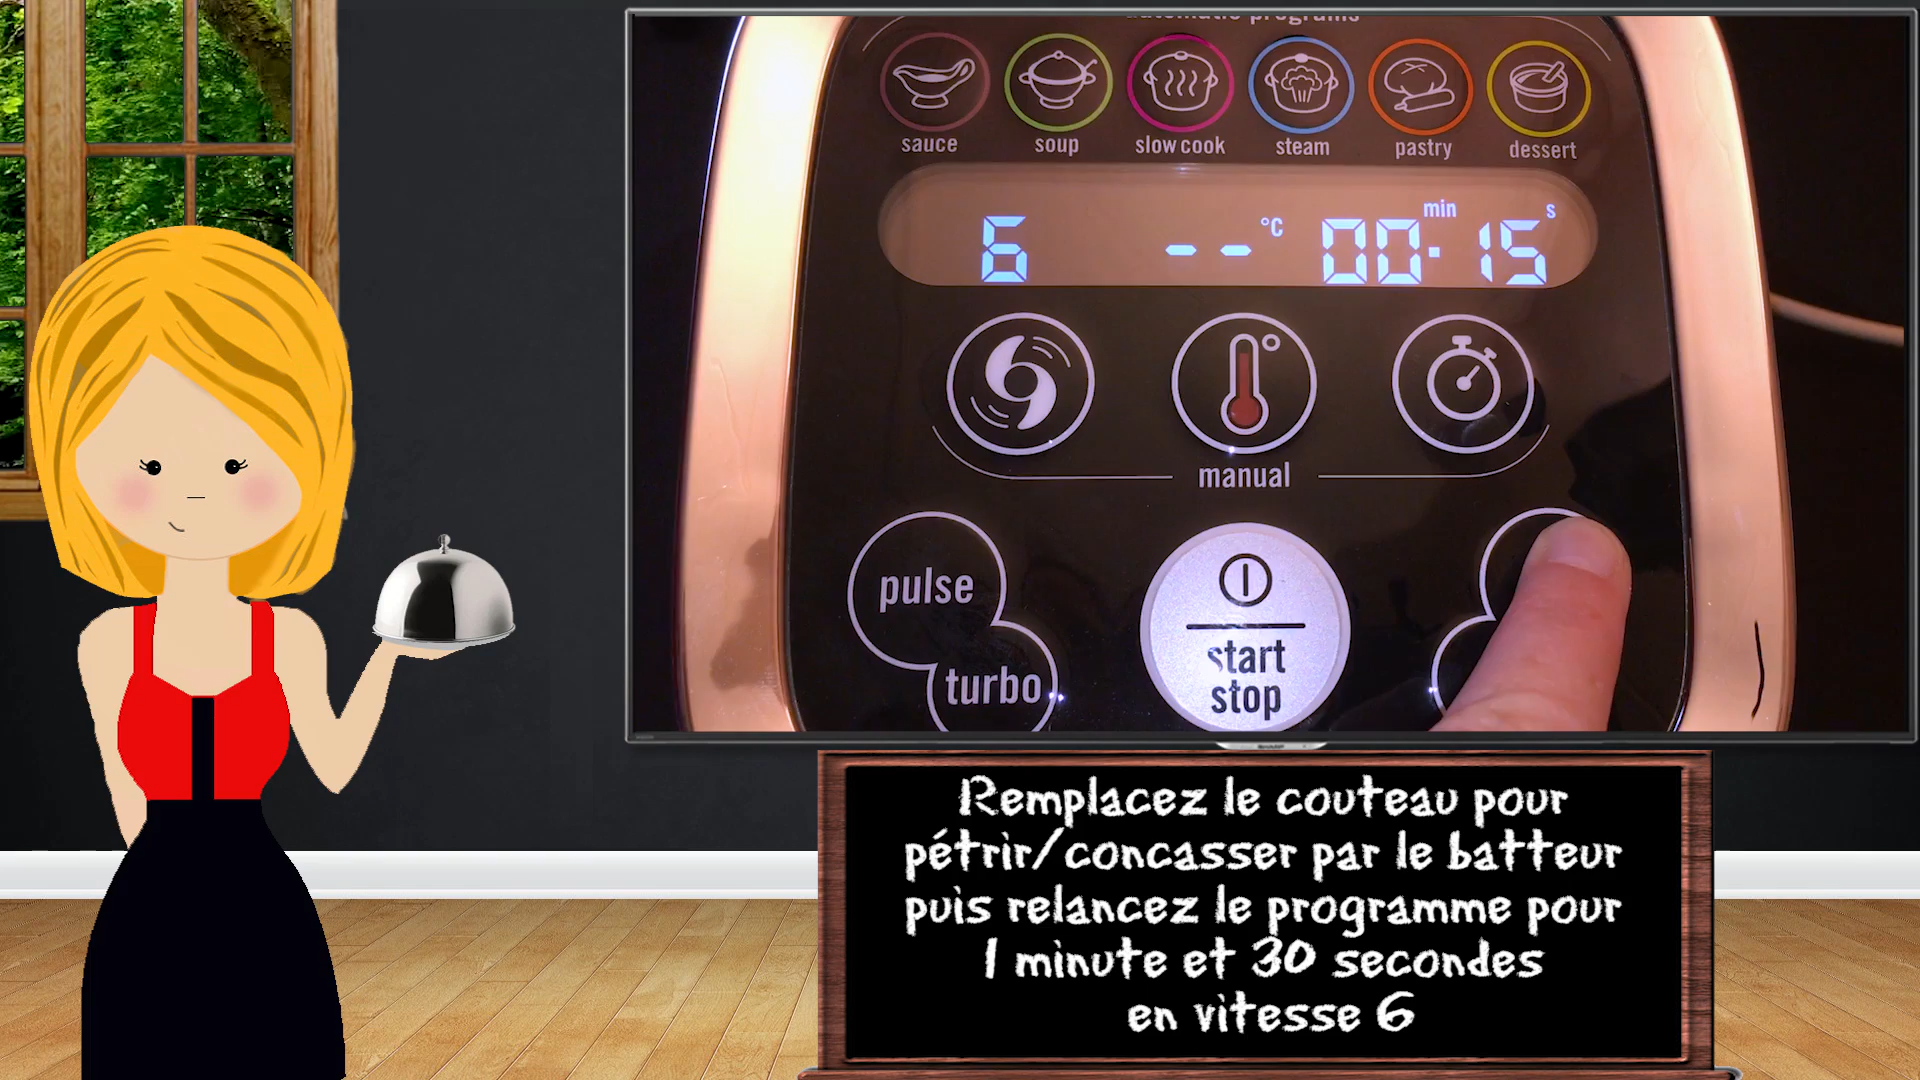 automatic programs
sauce soup slow cook steam pastry dessert
6 -- °C 00:15 min s
manual
pulse
turbo
start
stop
Remplacez le couteau pour
pétrir/concasser par le batteur
puis relancez le programme pour
1 minute et 30 secondes
en vitesse 6